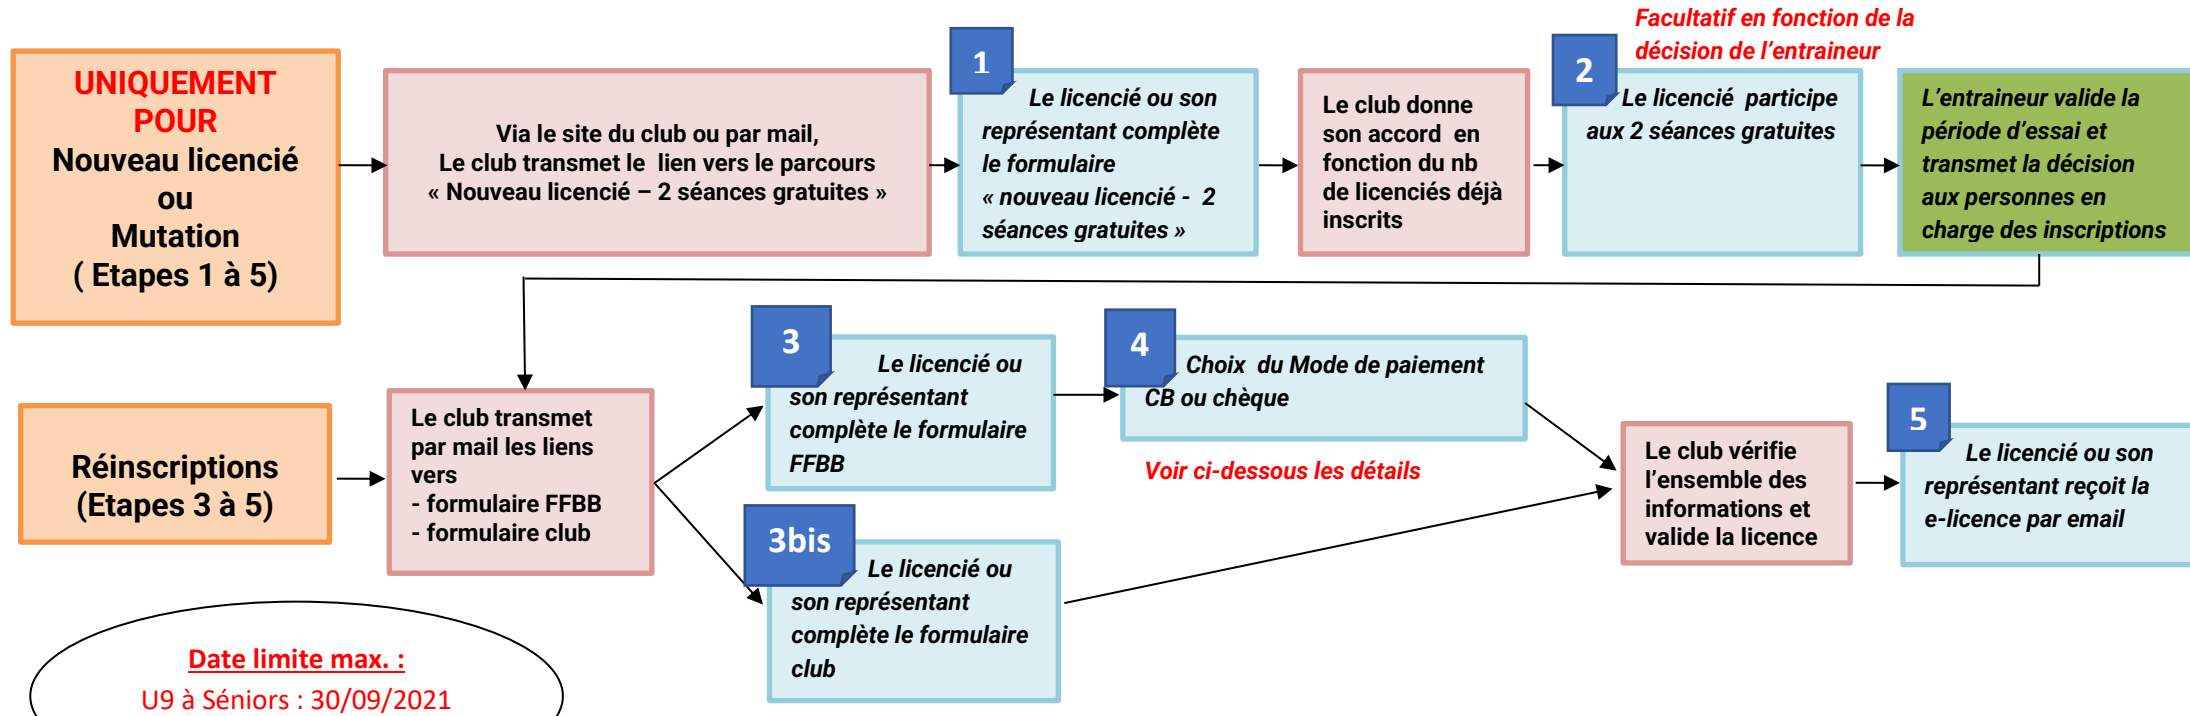 UNIQUEMENT
POUR
Nouveau licencié
ou
Mutation
( Etapes 1 à 5)
Via le site du club ou par mail,
Le club transmet le lien vers le parcours
« Nouveau licencié – 2 séances gratuites »
1
Le licencié ou son
représentant complète
le formulaire
« nouveau licencié - 2
séances gratuites »
Le club donne
son accord en
fonction du nb
de licenciés déjà
inscrits
Facultatif en fonction de la
décision de l'entraineur
2
Le licencié participe
aux 2 séances gratuites
L'entraineur valide la
période d'essai et
transmet la décision
aux personnes en
charge des inscriptions
Réinscriptions
(Etapes 3 à 5)
Le club transmet
par mail les liens
vers
- formulaire FFBB
- formulaire club
3
Le licencié ou
son représentant
complète le formulaire
FFBB
4
Choix du Mode de paiement
CB ou chèque
Voir ci-dessous les détails
3bis
Le licencié ou
son représentant
complète le formulaire
club
Le club vérifie
l'ensemble des
informations et
valide la licence
5
Le licencié ou son
représentant reçoit la
e-licence par email
Date limite max. :
U9 à Séniors : 30/09/2021